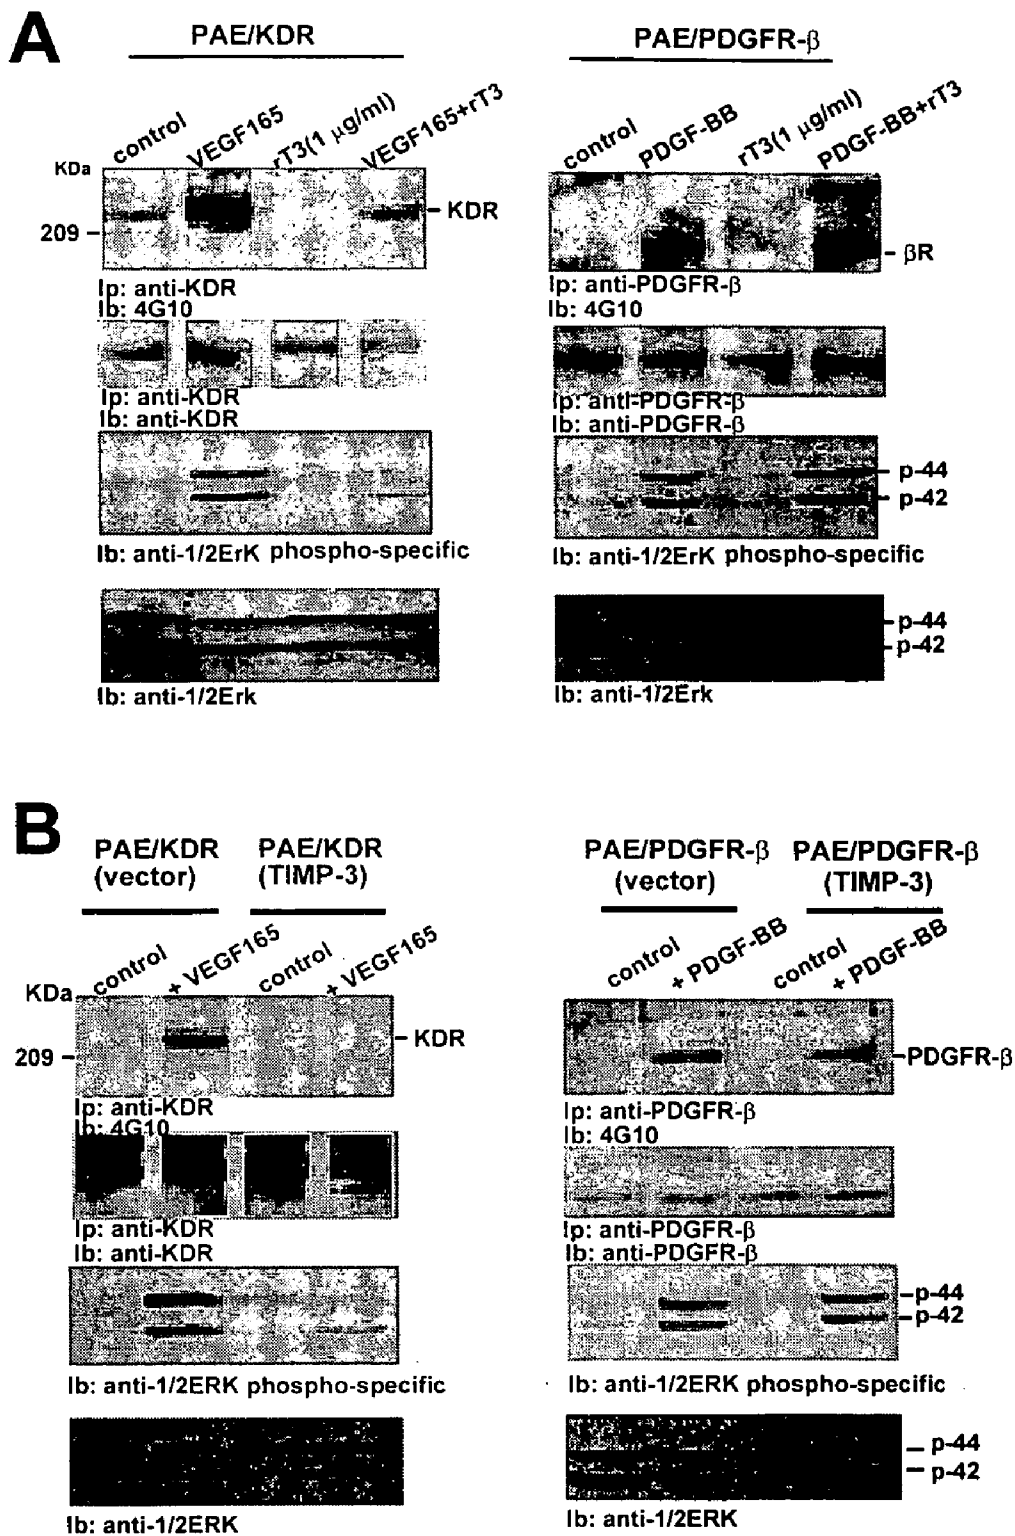 A
PAE/KDR
control
VEGF165
rT3(1 µg/ml)
VEGF165+rT3
KDa
KDR
209
Ip: anti-KDR
Ib: 4G10
Ip: anti-KDR
Ib: anti-KDR
Ib: anti-1/2ErK phospho-specific
Ib: anti-1/2Erk
PAE/PDGFR-β
control
PDGF-BB
rT3(1 µg/ml)
PDGF-BB+rT3
βR
Ip: anti-PDGFR-β
Ib: 4G10
Ip: anti-PDGFR-β
Ib: anti-PDGFR-β
p-44
p-42
Ib: anti-1/2ErK phospho-specific
p-44
p-42
Ib: anti-1/2Erk
B
PAE/KDR
(vector)
PAE/KDR
(TIMP-3)
control
+ VEGF165
control
+ VEGF165
KDa
KDR
209
Ip: anti-KDR
Ib: 4G10
Ip: anti-KDR
Ib: anti-KDR
Ib: anti-1/2ERK phospho-specific
Ib: anti-1/2ERK
PAE/PDGFR-β
(vector)
PAE/PDGFR-β
(TIMP-3)
control
+ PDGF-BB
control
+ PDGF-BB
PDGFR-β
Ip: anti-PDGFR-β
Ib: 4G10
Ip: anti-PDGFR-β
Ib: anti-PDGFR-β
p-44
p-42
Ib: anti-1/2ERK phospho-specific
p-44
p-42
Ib: anti-1/2ERK